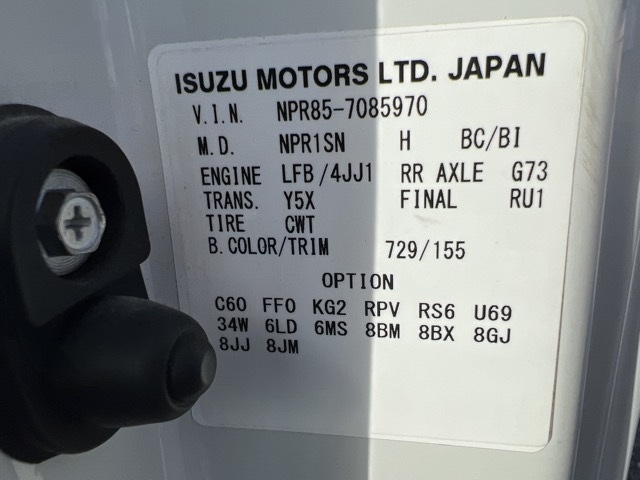 ISUZU MOTORS LTD. JAPAN
V.I.N. NPR85-7085970
M.D. NPR1SN H BC/BI
ENGINE LFB/4JJ1 RR AXLE G73
TRANS. Y5X FINAL RU1
TIRE CWT
B.COLOR/TRIM 729/155
OPTION
C60 FF0 KG2 RPV RS6 U69
34W 6LD 6MS 8BM 8BX 8GJ
8JJ 8JM